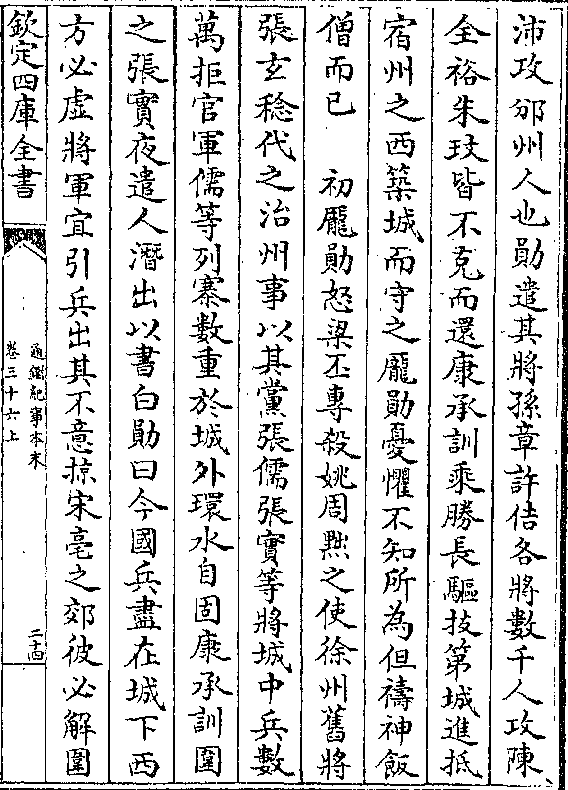 沛攻邠州人也勛遣其將孫章許佶各將數千人攻陳
全裕朱玫皆不克而還康承訓乘勝長驅技第城進抵
宿州之西築城而守之龎勛憂懼不知所為但禱神飯
僧而已　初龎勛怒梁丕專殺姚周黜之使徐州舊將
張玄稔代之治州事以其黨張儒張實等將城中兵數
萬拒官軍儒等列寨數重於城外環水自固康承訓圍
之張實夜遣人潛出以書白勛曰今國兵盡在城下西
方必虛將軍宜引兵出其不意掠宋亳之郊彼必解圍
欽定四庫全書
通鑑紀事本末
卷三十六上
二十四